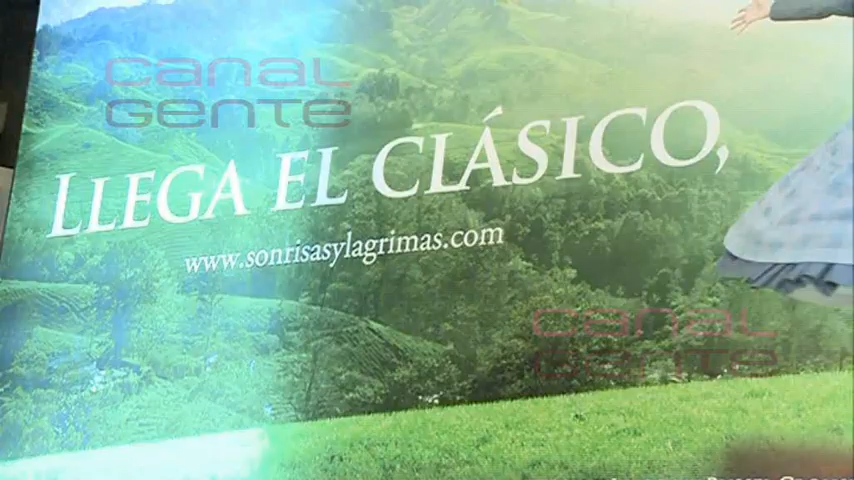 canal
Gente
LLEGA EL CLÁSICO,
www.sonrisasylagrimas.com
canal
Gente